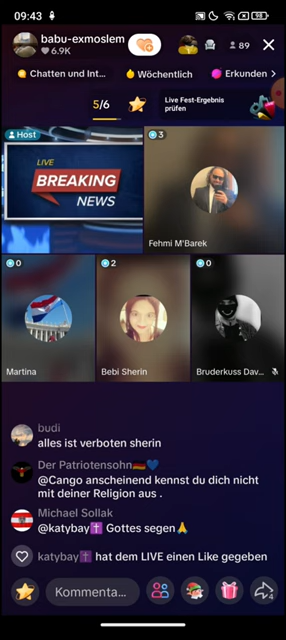 09:43
98
babu-exmoslem
6.9K
89
Chatten und Int...
Wöchentlich
Erkunden >
5/6
Live Fest-Ergebnis
prüfen
Host
LIVE
BREAKING
NEWS
3
Fehmi M'Barek
0
Martina
2
Bebi Sherin
0
Bruderkuss Dav...
budi
alles ist verboten sherin
Der Patriotensohn🇩🇪💙
@Cango anscheinend kennst du dich nicht
mit deiner Religion aus .
Michael Sollak
@katybay✝️ Gottes segen🙏
katybay✝️ hat dem LIVE einen Like gegeben
Kommenta...
4